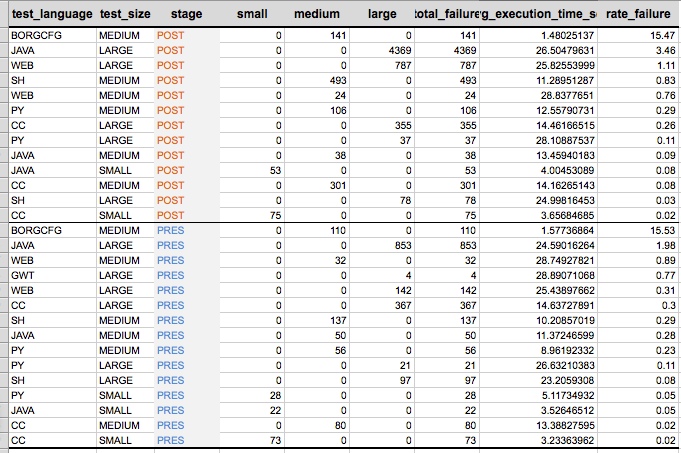 test_language test_size stage small medium large total_failure g_execution_time_s rate_failure
BORGCFG MEDIUM POST 0 141 0 141 1.48025137 15.47
JAVA LARGE POST 0 0 4369 4369 26.50479631 3.46
WEB LARGE POST 0 0 787 787 25.82553999 1.11
SH MEDIUM POST 0 493 0 493 11.28951287 0.83
WEB MEDIUM POST 0 24 0 24 28.8377651 0.76
PY MEDIUM POST 0 106 0 106 12.55790731 0.29
CC LARGE POST 0 0 355 355 14.46166515 0.26
PY LARGE POST 0 0 37 37 28.10887537 0.11
JAVA MEDIUM POST 0 38 0 38 13.45940183 0.09
JAVA SMALL POST 53 0 0 53 4.00453089 0.08
CC MEDIUM POST 0 301 0 301 14.16265143 0.08
SH LARGE POST 0 0 78 78 24.99816453 0.03
CC SMALL POST 75 0 0 75 3.65684685 0.02
BORGCFG MEDIUM PRES 0 110 0 110 1.57736864 15.53
JAVA LARGE PRES 0 0 853 853 24.59016264 1.98
WEB MEDIUM PRES 0 32 0 32 28.74927821 0.89
GWT LARGE PRES 0 0 4 4 28.89071068 0.77
WEB LARGE PRES 0 0 142 142 25.43897662 0.31
CC LARGE PRES 0 0 367 367 14.63727891 0.3
SH MEDIUM PRES 0 137 0 137 10.20857019 0.29
JAVA MEDIUM PRES 0 50 0 50 11.37246599 0.28
PY MEDIUM PRES 0 56 0 56 8.96192332 0.23
PY LARGE PRES 0 0 21 21 26.63210383 0.11
SH LARGE PRES 0 0 97 97 23.2059308 0.08
PY SMALL PRES 28 0 0 28 5.11734932 0.05
JAVA SMALL PRES 22 0 0 22 3.52646512 0.05
CC MEDIUM PRES 0 80 0 80 13.38827595 0.02
CC SMALL PRES 73 0 0 73 3.23363962 0.02